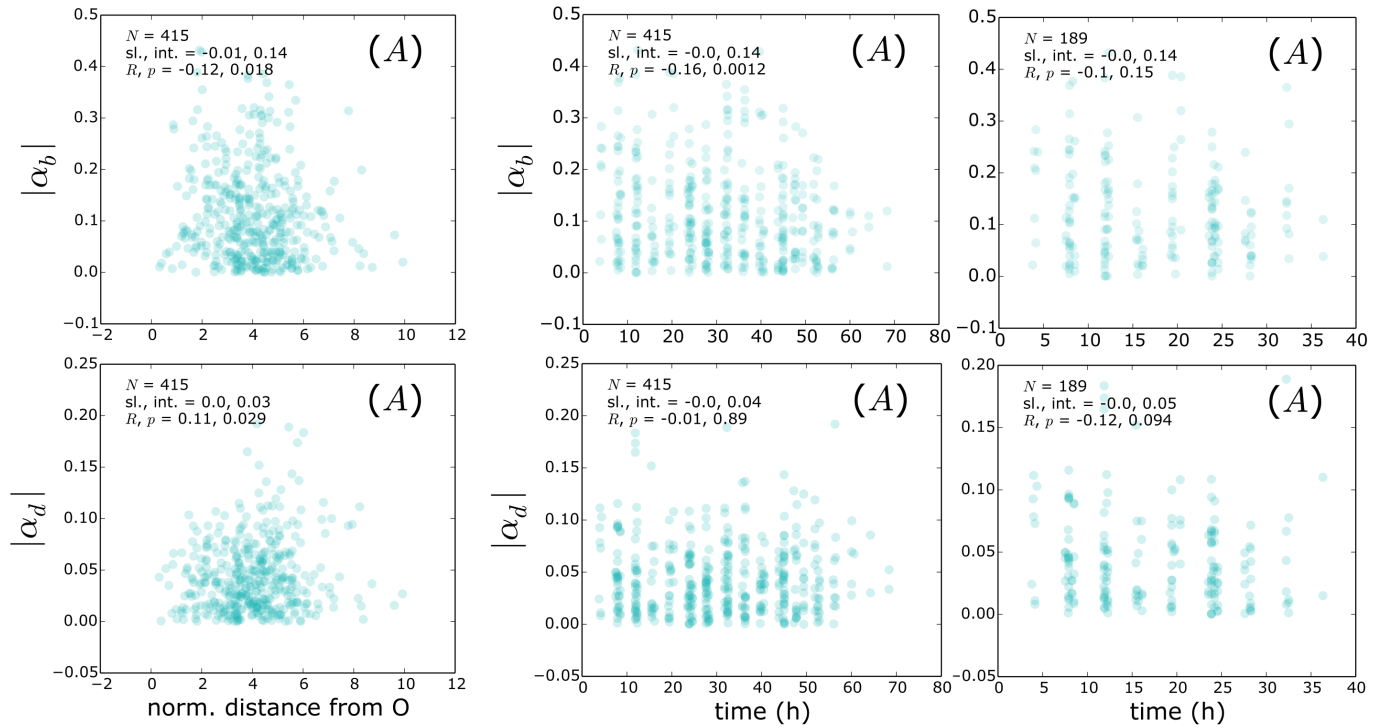 0.5
0.4
0.3
0.2
0.1
0.0
−0.1
|α_b|
N = 415
sl., int. = -0.01, 0.14
R, p = -0.12, 0.018
(A)
−2 0 2 4 6 8 10 12
0.5
0.4
0.3
0.2
0.1
0.0
−0.1
|α_b|
N = 415
sl., int. = -0.0, 0.14
R, p = -0.16, 0.0012
(A)
0 10 20 30 40 50 60 70 80
0.5
0.4
0.3
0.2
0.1
0.0
−0.1
N = 189
sl., int. = -0.0, 0.14
R, p = -0.1, 0.15
(A)
0 5 10 15 20 25 30 35 40
0.25
0.20
0.15
0.10
0.05
0.00
−0.05
|α_d|
N = 415
sl., int. = 0.0, 0.03
R, p = 0.11, 0.029
(A)
−2 0 2 4 6 8 10 12
norm. distance from O
0.25
0.20
0.15
0.10
0.05
0.00
−0.05
|α_d|
N = 415
sl., int. = -0.0, 0.04
R, p = -0.01, 0.89
(A)
0 10 20 30 40 50 60 70 80
time (h)
0.20
0.15
0.10
0.05
0.00
−0.05
N = 189
sl., int. = -0.0, 0.05
R, p = -0.12, 0.094
(A)
0 5 10 15 20 25 30 35 40
time (h)